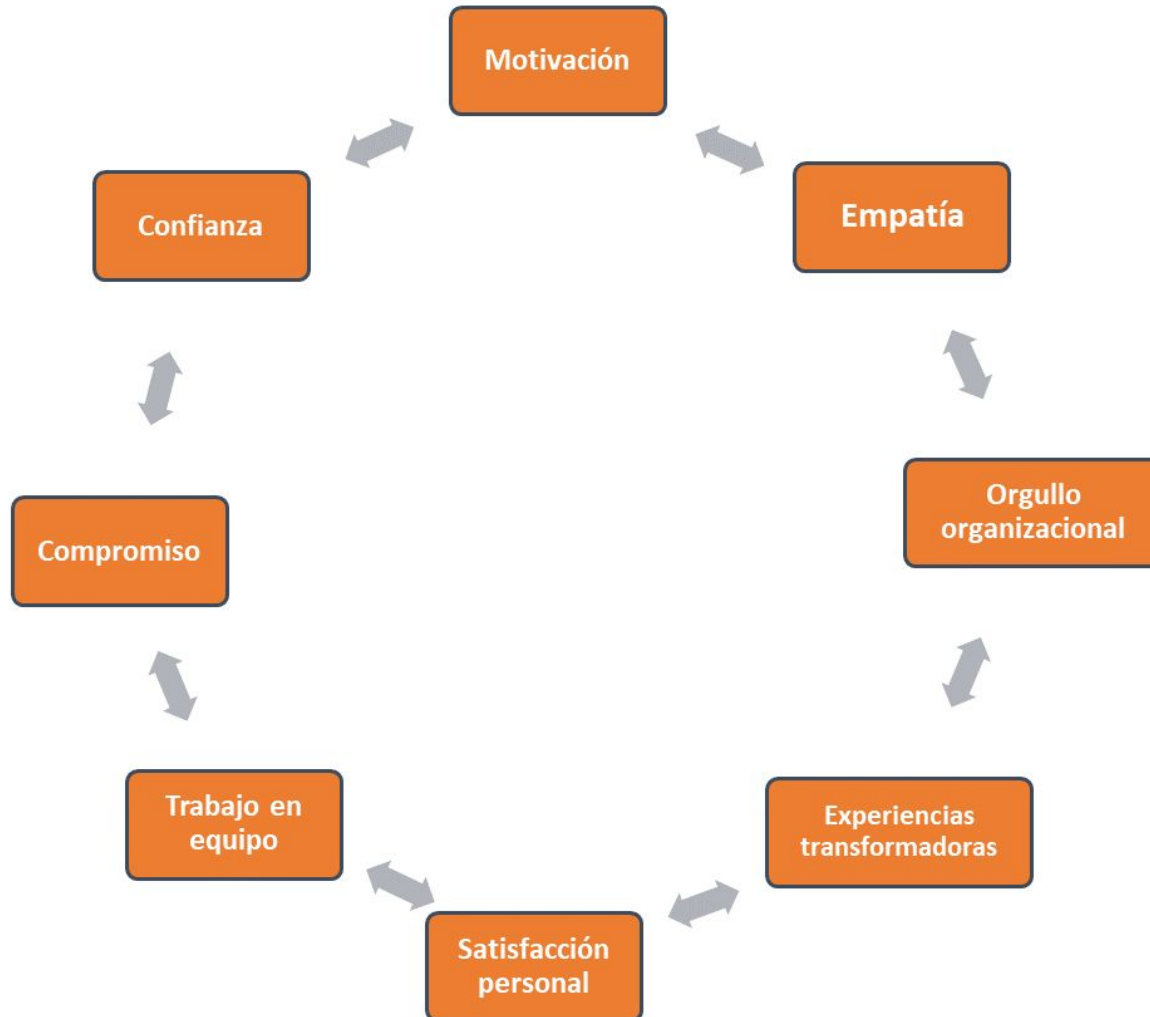 Motivación
Empatía
Orgullo
organizacional
Experiencias
transformadoras
Satisfacción
personal
Trabajo en
equipo
Compromiso
Confianza